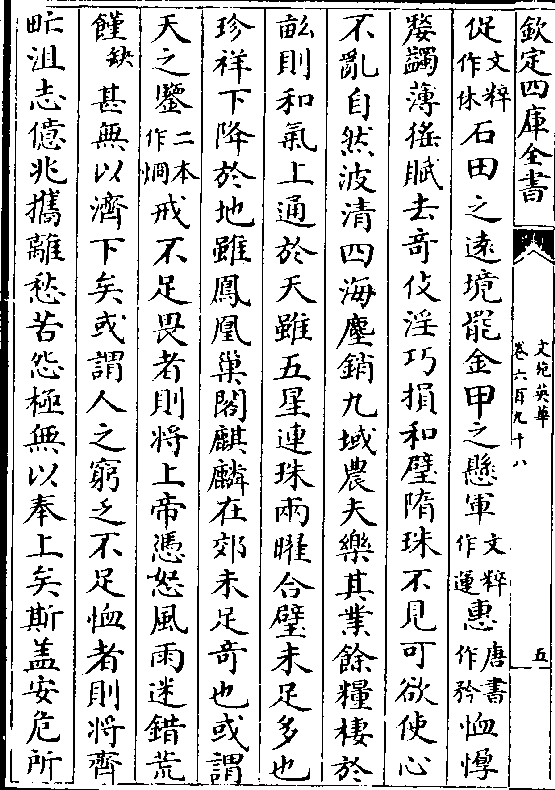 欽定四庫全書
文苑英華
卷六百九十八
五
促文粹作休石田之遠境罷金甲之懸軍文粹作運惠唐書作矜恤惸
嫠蠲薄徭賦去奇伎淫巧損和璧隋珠不見可欲使心
不亂自然波清四海塵銷九域農夫樂其業餘糧棲於
畝則和氣上通於天雖五星連珠兩曜合璧未足多也
珍祥下降於地雖鳳凰巢閣麒麟在郊未足奇也或謂
天之鑒二本作惘戒不足畏者則將上帝憑怒風雨迷錯荒
饉缺甚無以濟下矣或謂人之窮乏不足恤者則將齊
甿沮志億兆攜離愁苦怨極無以奉上矣斯盖安危所